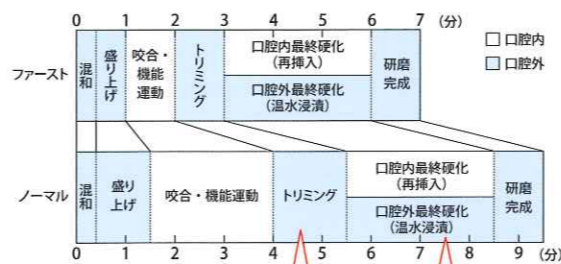 0 1 2 3 4 5 6 7 (分)
口腔内
口腔外
ファースト
混和
盛り上げ
咬合・機能
運動
トリミング
口腔内最終硬化
(再挿入)
口腔外最終硬化
(温水浸漬)
研磨
完成
ノーマル
混和
盛り
上げ
咬合・機能運動
トリミング
口腔内最終硬化
(再挿入)
口腔外最終硬化
(温水浸漬)
研磨
完成
0 1 2 3 4 5 6 7 8 9 (分)